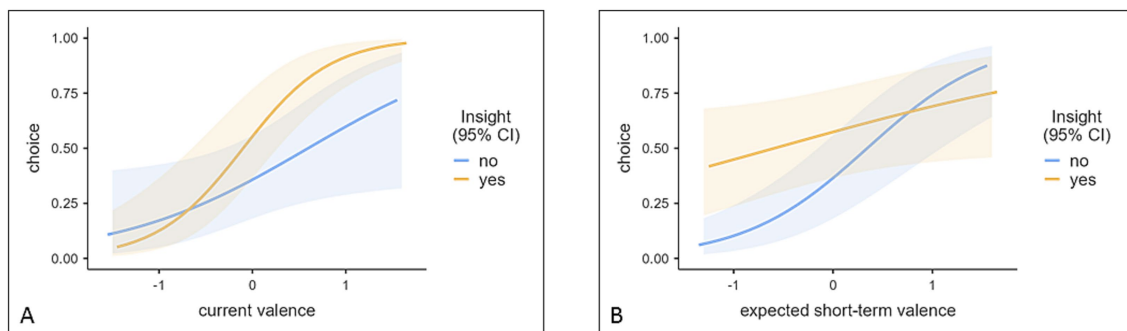 1.00
0.75
0.50
0.25
0.00
choice
-1
0
1
current valence
Insight
(95% CI)
no
yes
A
1.00
0.75
0.50
0.25
0.00
choice
-1
0
1
expected short-term valence
Insight
(95% CI)
no
yes
B